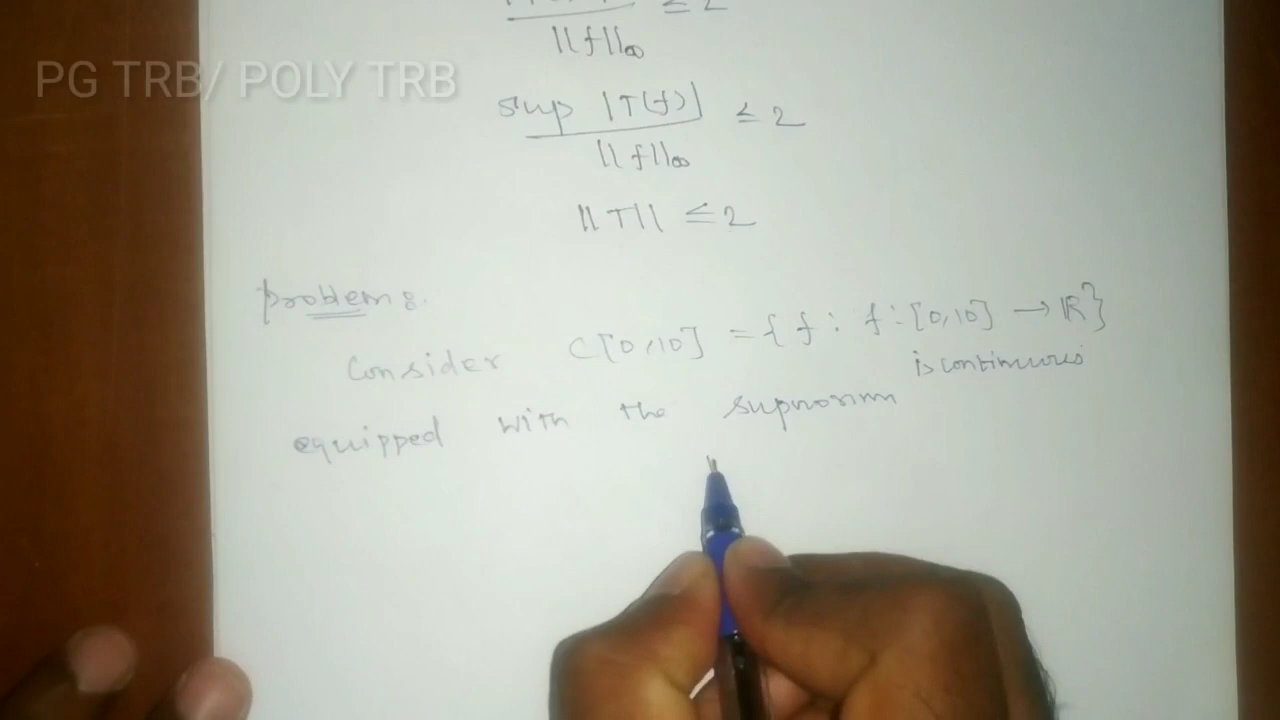 ≤ 2
||f||∞
PG TRB/ POLY TRB
sup |T(f)| ≤ 2
||f||∞
||T|| ≤ 2
problem:
Consider C[0,10] = {f : f:[0,10] → R}
is continuous
equipped with the supnorm